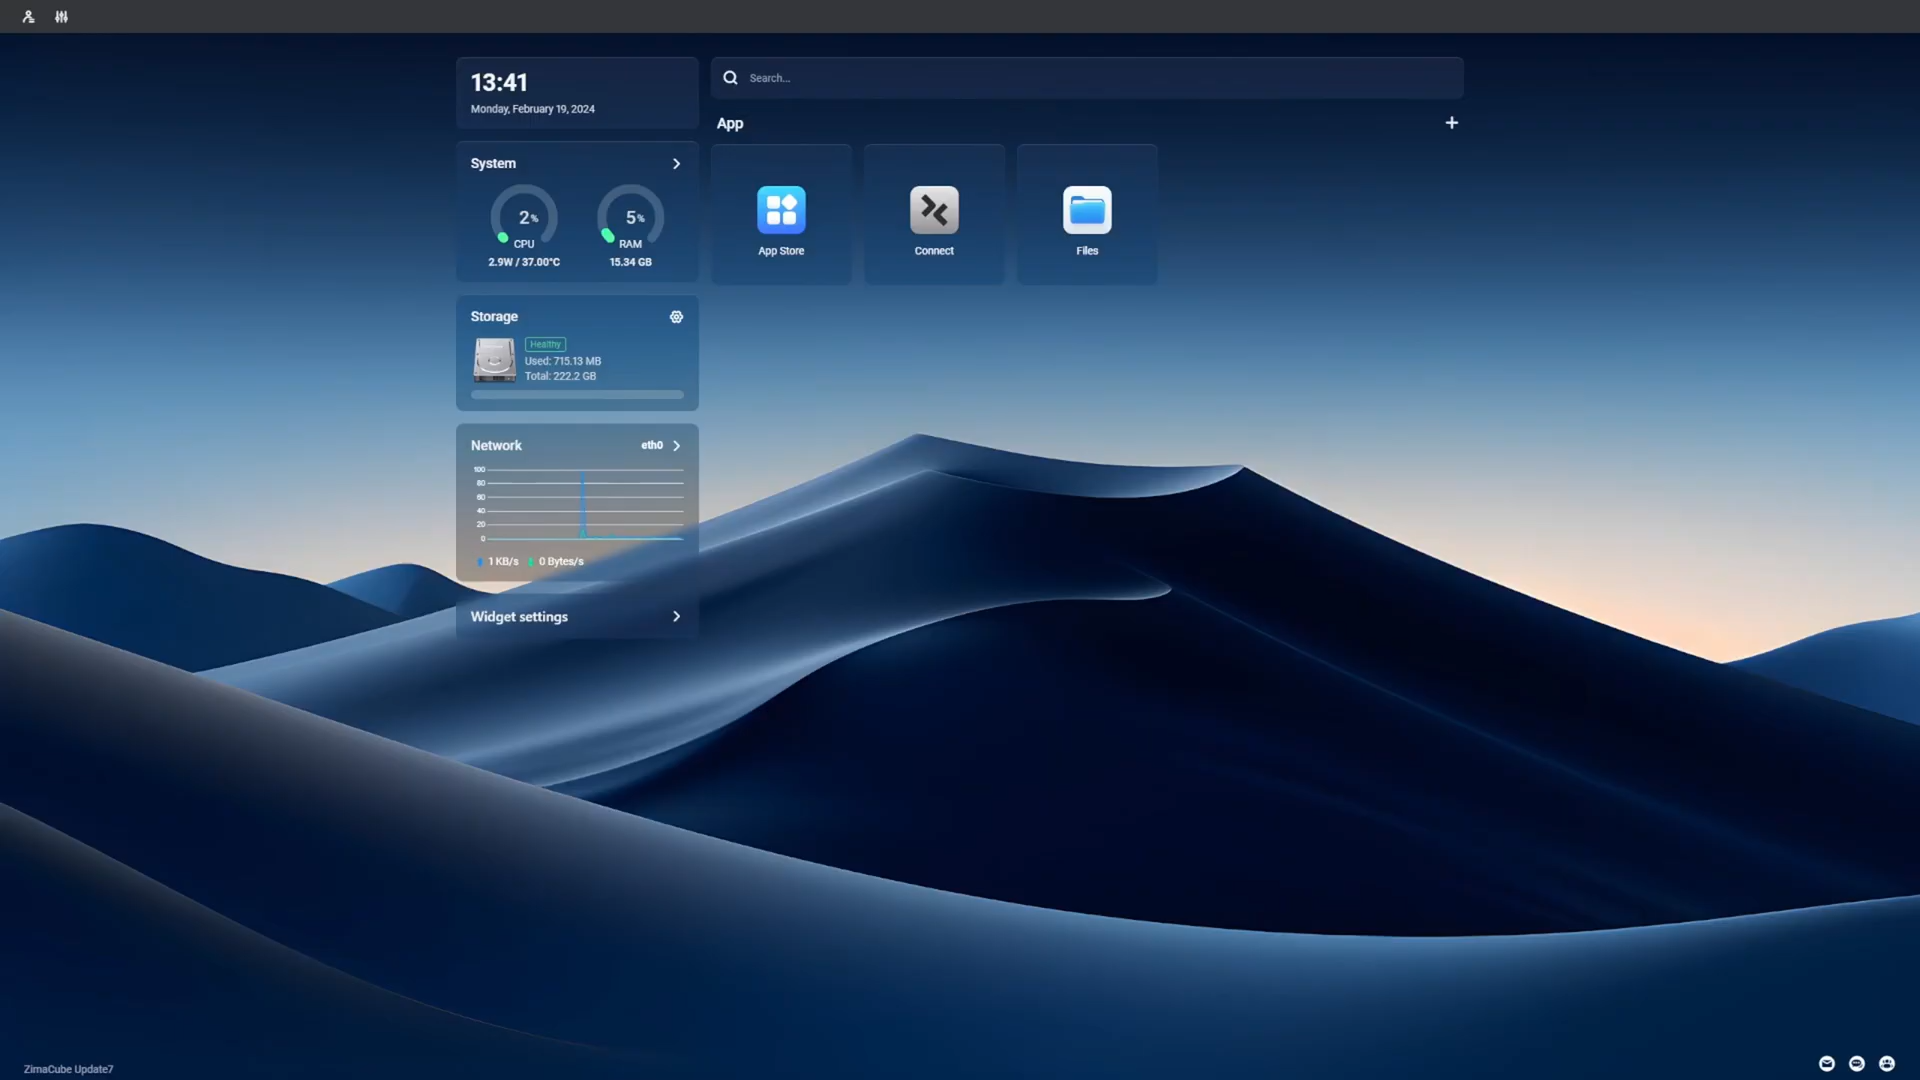 13:41
Monday, February 19, 2024
Search...
App
System
2%
CPU
2.9W / 37.00°C
5%
RAM
15.34 GB
App Store
Connect
Files
Storage
Healthy
Used: 715.13 MB
Total: 222.2 GB
Network
eth0
100
80
60
40
20
0
1 KB/s
0 Bytes/s
Widget settings
ZimaCube Update7